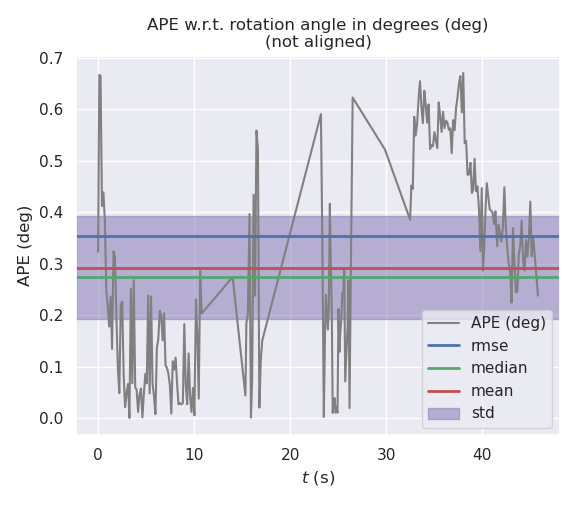 APE w.r.t. rotation angle in degrees (deg)
(not aligned)
0.7
0.6
0.5
0.4
0.3
0.2
0.1
0.0
APE (deg)
0
10
20
30
40
t (s)
APE (deg)
rmse
median
mean
std